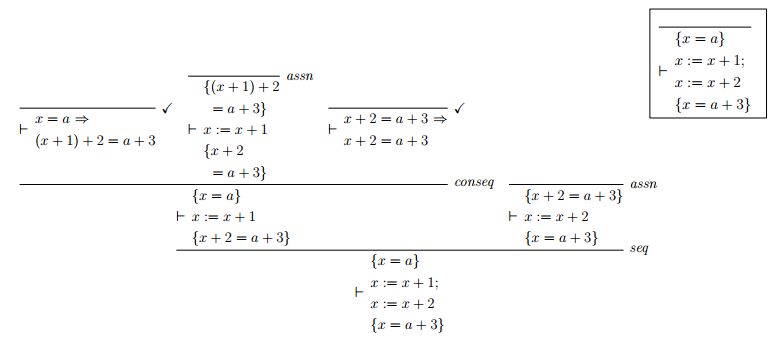 {x = a}
⊢ x := x + 1;
x := x + 2
{x = a + 3}
assn
{(x + 1) + 2
= a + 3}
⊢ x := x + 1
{x + 2
= a + 3}
✓
⊢ x = a ⇒
(x + 1) + 2 = a + 3
✓
⊢ x + 2 = a + 3 ⇒
x + 2 = a + 3
conseq
{x = a}
⊢ x := x + 1
{x + 2 = a + 3}
assn
{x + 2 = a + 3}
⊢ x := x + 2
{x = a + 3}
seq
{x = a}
⊢ x := x + 1;
x := x + 2
{x = a + 3}